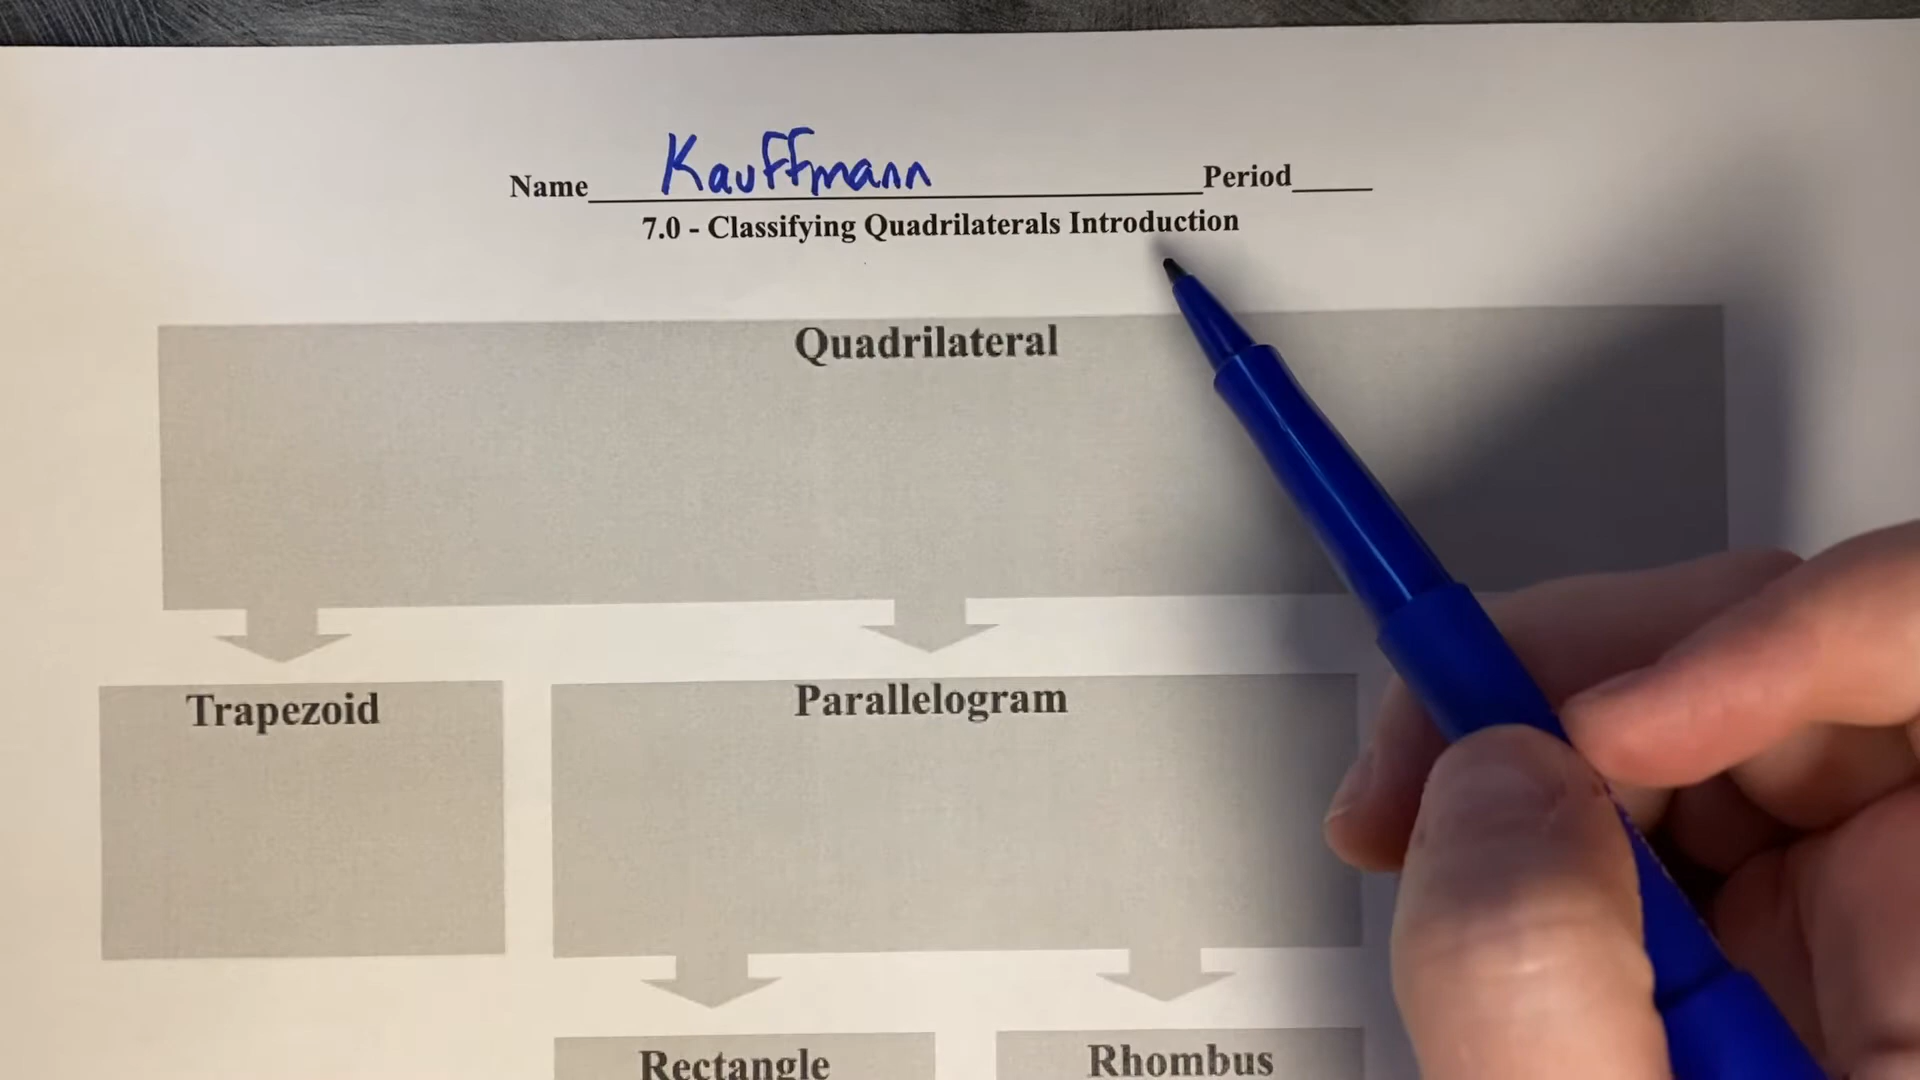 Name Kauffmann Period
7.0 - Classifying Quadrilaterals Introduction
Quadrilateral
Trapezoid
Parallelogram
Rectangle
Rhombus